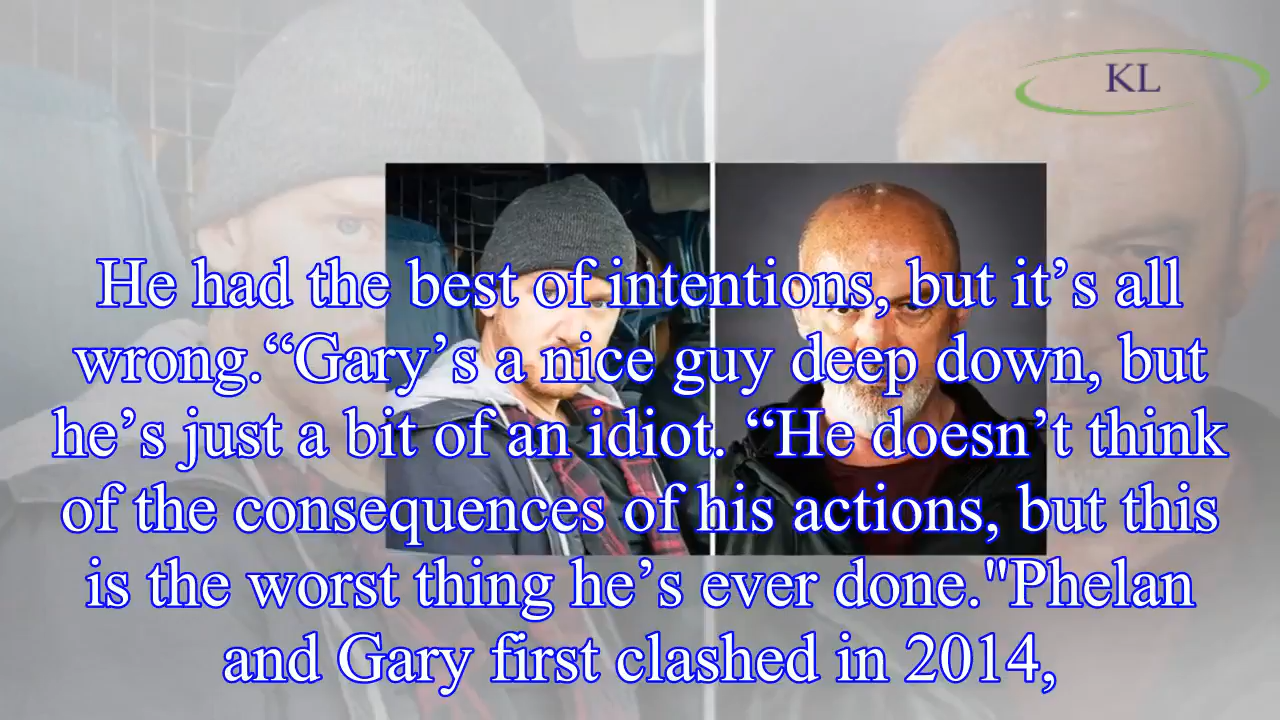 KL
He had the best of intentions, but it’s all
wrong.“Gary’s a nice guy deep down, but
he’s just a bit of an idiot. “He doesn’t think
of the consequences of his actions, but this
is the worst thing he’s ever done."Phelan
and Gary first clashed in 2014,